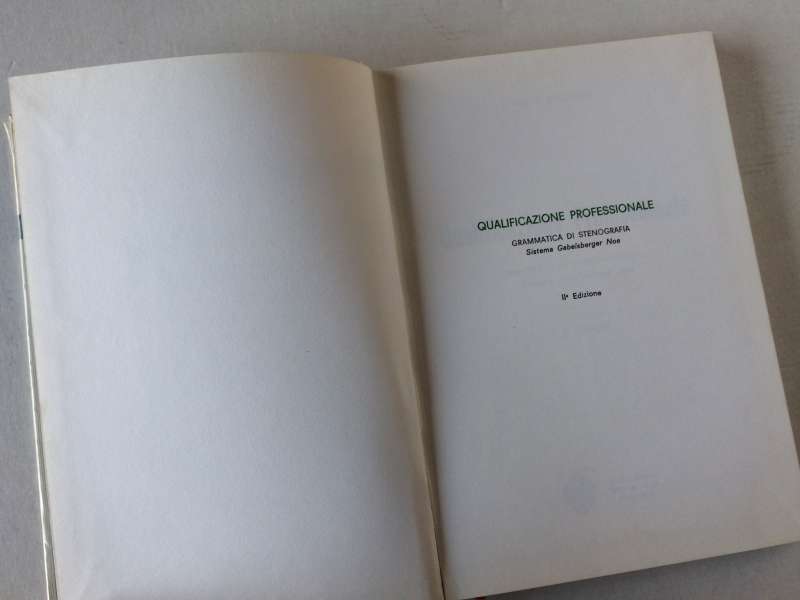 QUALIFICAZIONE PROFESSIONALE
GRAMMATICA DI STENOGRAFIA
Sistema Gabelsberger Noe
IIª Edizione